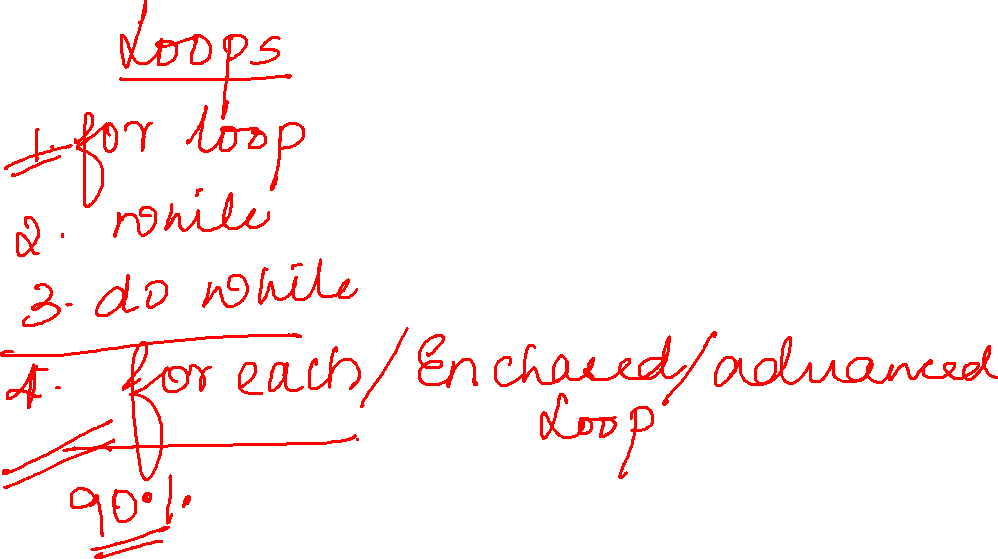 Loops
1. for loop
2. while
3. do while
4. for each/Enchaced/advanced
Loop
90%.